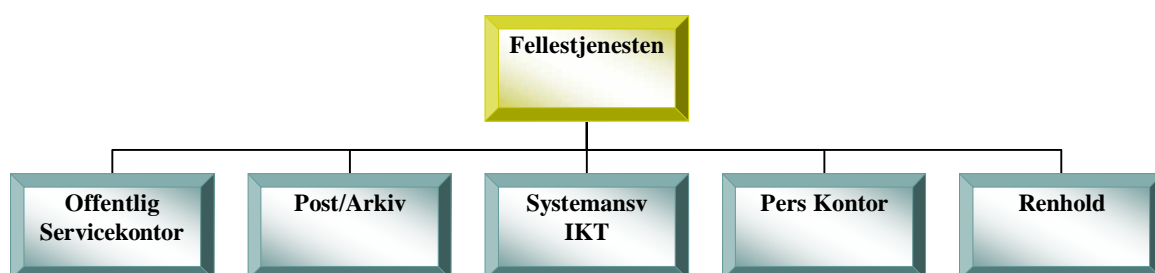 Fellestjenesten
Offentlig
Servicekontor
Post/Arkiv
Systemansv
IKT
Pers Kontor
Renhold